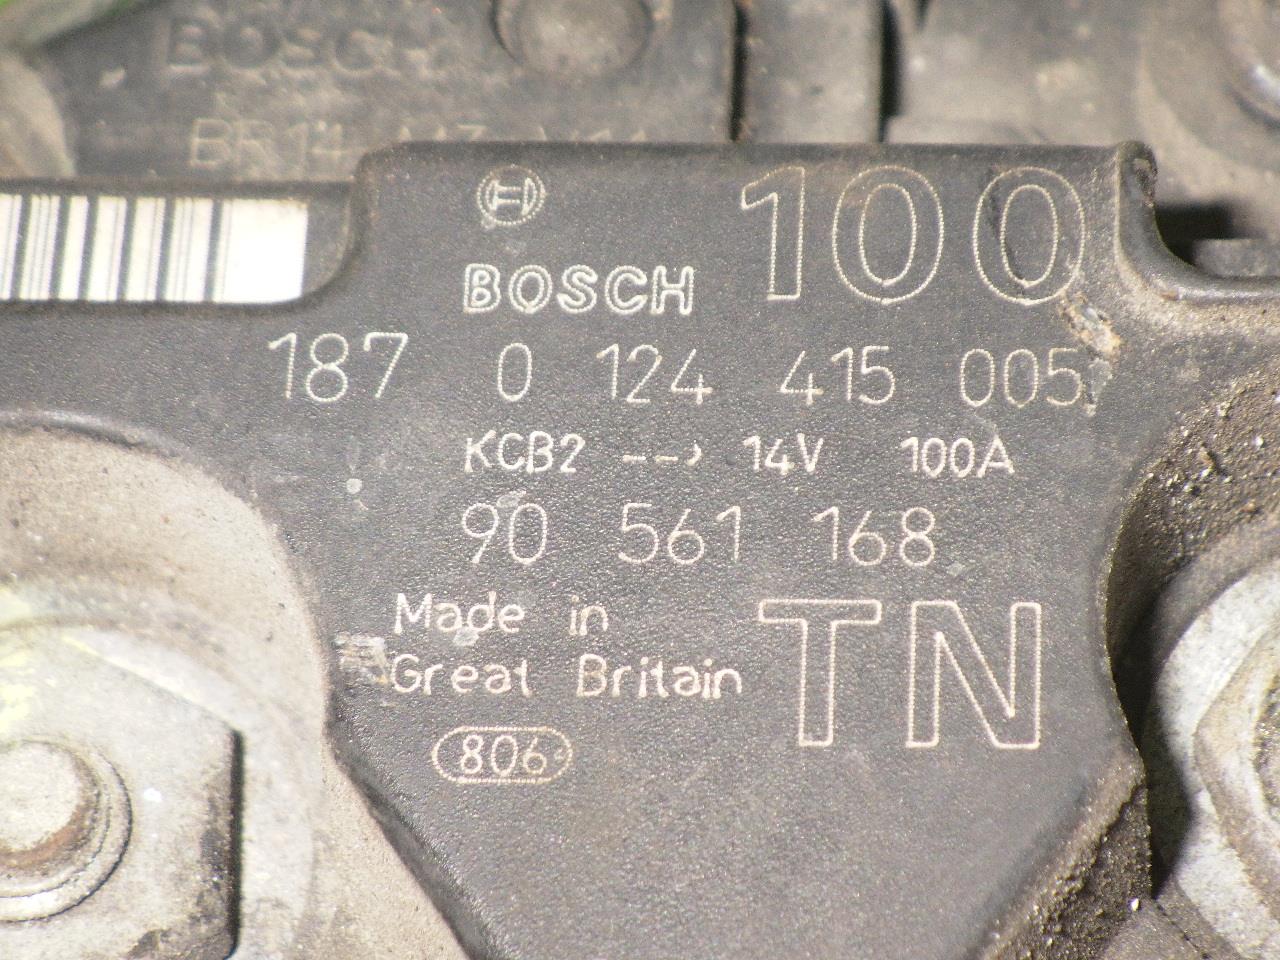 BOSCH
BR14
100
BOSCH
187 0 124 415 005
KCB2 --> 14V 100A
90 561 168
Made in
Great Britain
TN
806